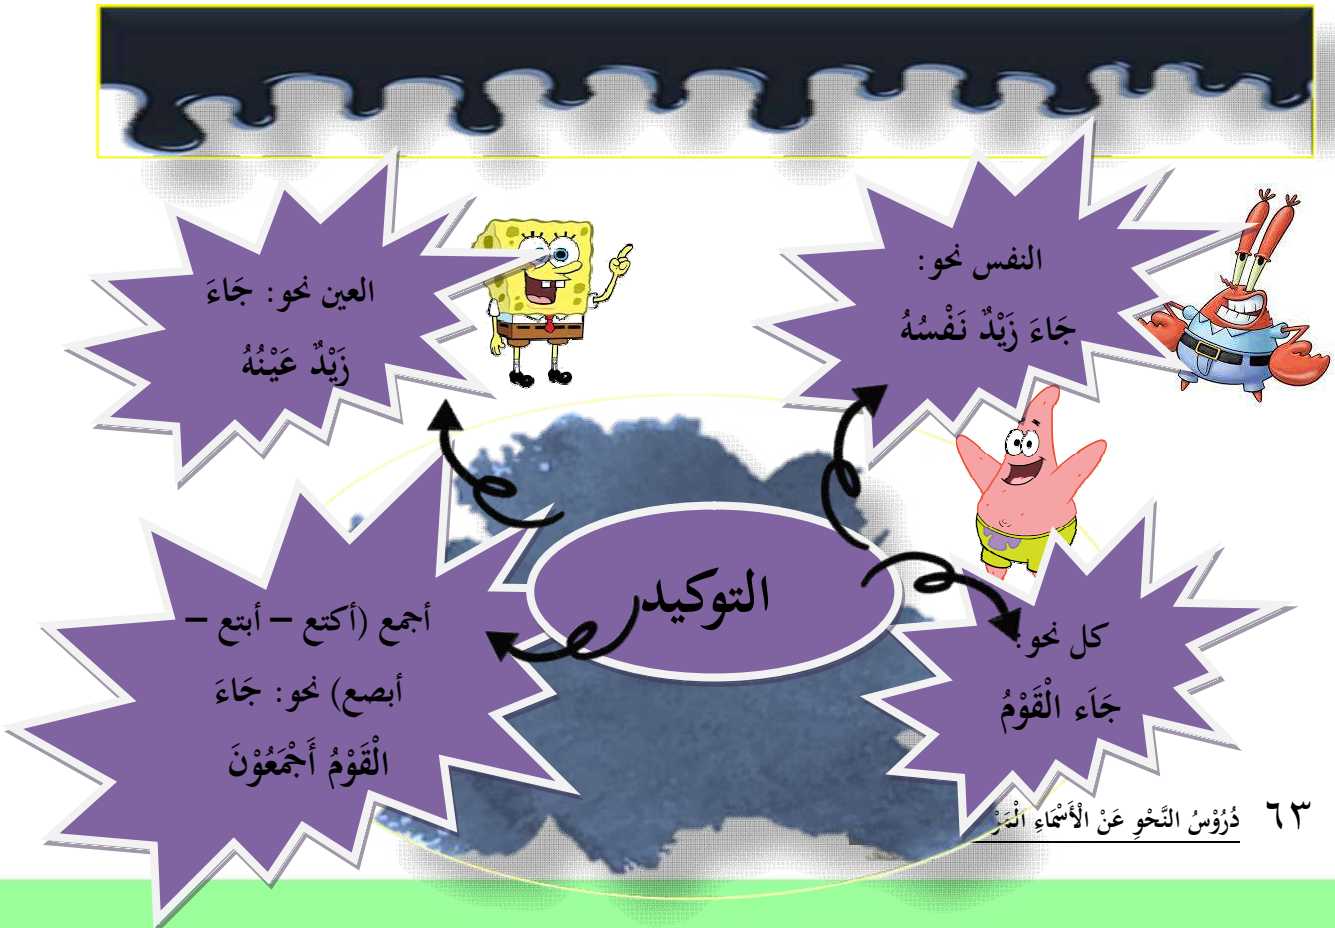 النفس نحو:
جَاءَ زَيْدٌ نَفْسُهُ
العين نحو: جَاءَ
زَيْدٌ عَيْنُهُ
التوكيد
كل نحو:
جَاَء الْقَوْمُ
أجمع (أكتع – أبتع –
أبصع) نحو: جَاءَ
الْقَوْمُ أَجْمَعُوْنَ
٦٣ دُرُوْسُ النَّحْوِ عَنْ الْأَسْمَاءِ